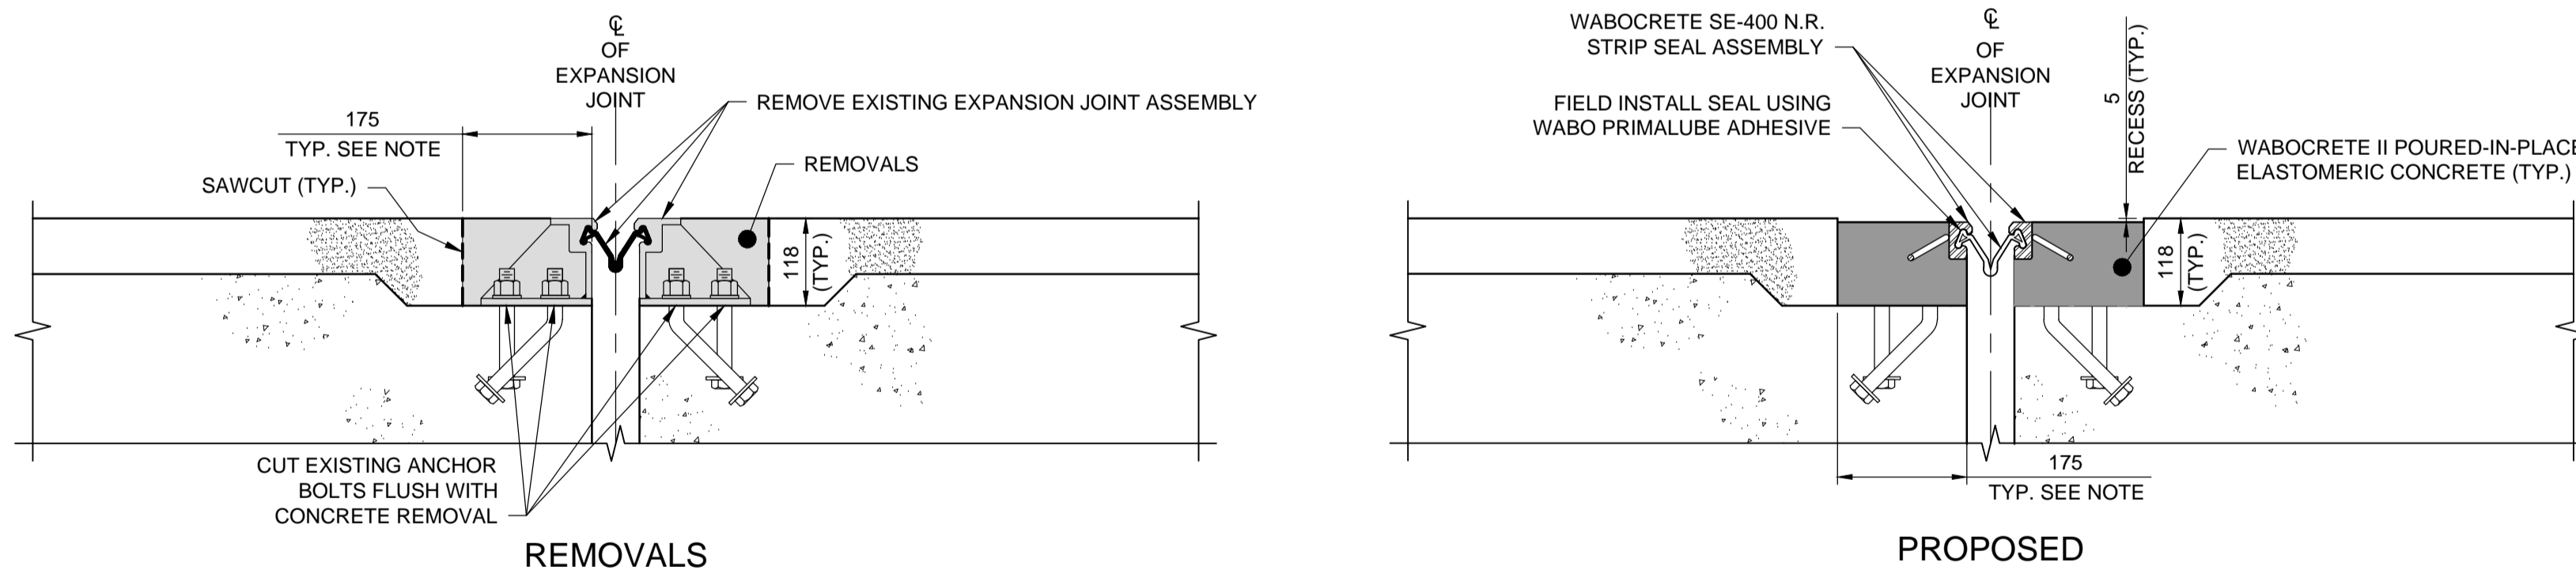 ℄
OF
EXPANSION
JOINT
REMOVE EXISTING EXPANSION JOINT ASSEMBLY
175
TYP. SEE NOTE
REMOVALS
SAWCUT (TYP.)
118
(TYP.)
CUT EXISTING ANCHOR
BOLTS FLUSH WITH
CONCRETE REMOVAL
REMOVALS
WABOCRETE SE-400 N.R.
STRIP SEAL ASSEMBLY
℄
OF
EXPANSION
JOINT
5
RECESS (TYP.)
FIELD INSTALL SEAL USING
WABO PRIMALUBE ADHESIVE
WABOCRETE II POURED-IN-PLACE
ELASTOMERIC CONCRETE (TYP.)
118
(TYP.)
175
TYP. SEE NOTE
PROPOSED